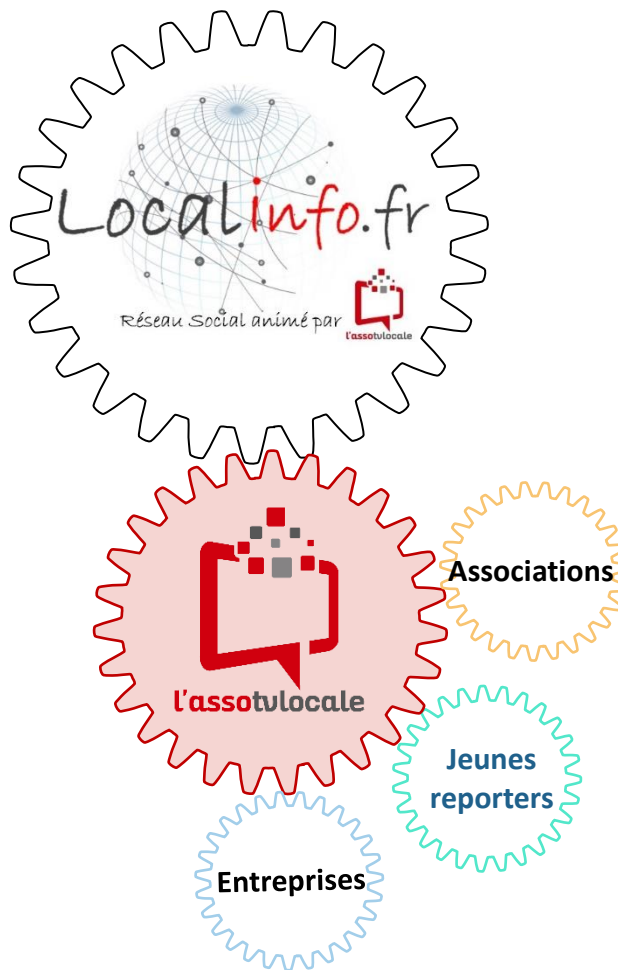 Localinfo.fr
Réseau Social animé par
l'assotvlocale
l'assotvlocale
Associations
Jeunes
reporters
Entreprises